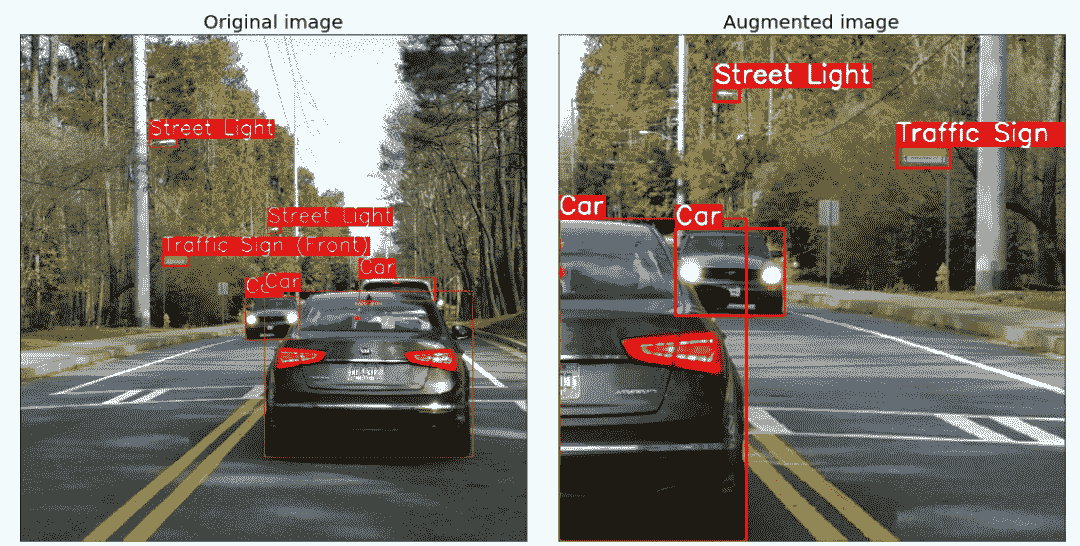 Original image
Augmented image
Street Light
Street Light
Traffic Sign (Front)
Car
Car
Street Light
Traffic Sign
Car
Car